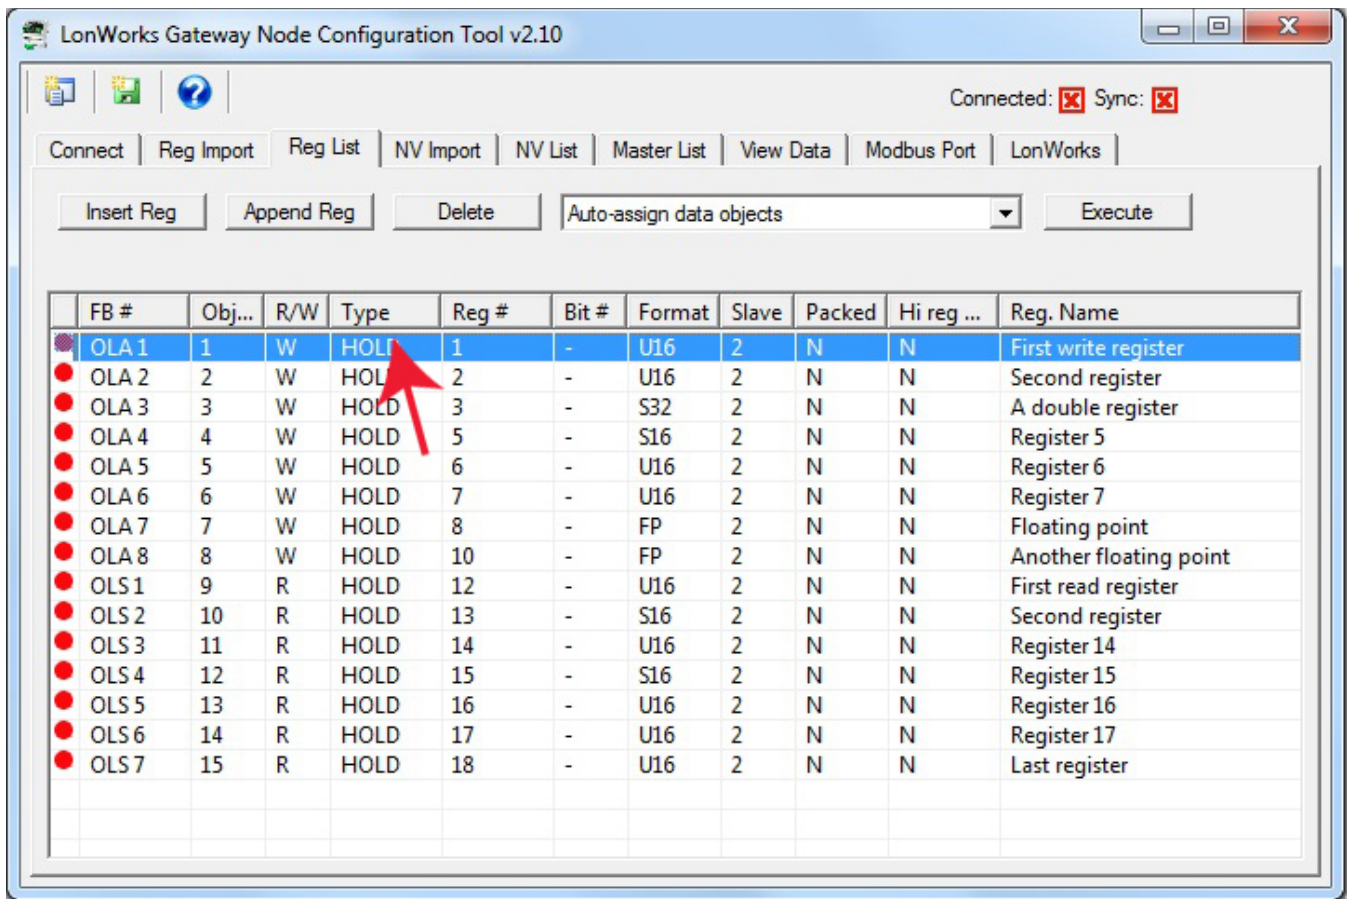 LonWorks Gateway Node Configuration Tool v2.10
Connected: Sync:
Connect Reg Import Reg List NV Import NV List Master List View Data Modbus Port LonWorks
Insert Reg Append Reg Delete Auto-assign data objects Execute
FB # Obj... R/W Type Reg # Bit # Format Slave Packed Hi reg ... Reg. Name
OLA 1 1 W HOLD 1 - U16 2 N N First write register
OLA 2 2 W HOLD 2 - U16 2 N N Second register
OLA 3 3 W HOLD 3 - S32 2 N N A double register
OLA 4 4 W HOLD 5 - S16 2 N N Register 5
OLA 5 5 W HOLD 6 - U16 2 N N Register 6
OLA 6 6 W HOLD 7 - U16 2 N N Register 7
OLA 7 7 W HOLD 8 - FP 2 N N Floating point
OLA 8 8 W HOLD 10 - FP 2 N N Another floating point
OLS 1 9 R HOLD 12 - U16 2 N N First read register
OLS 2 10 R HOLD 13 - S16 2 N N Second register
OLS 3 11 R HOLD 14 - U16 2 N N Register 14
OLS 4 12 R HOLD 15 - S16 2 N N Register 15
OLS 5 13 R HOLD 16 - U16 2 N N Register 16
OLS 6 14 R HOLD 17 - U16 2 N N Register 17
OLS 7 15 R HOLD 18 - U16 2 N N Last register